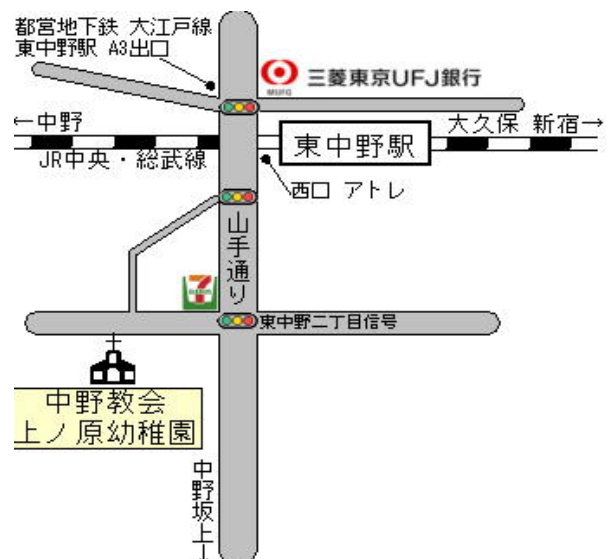 都営地下鉄 大江戸線
東中野駅 A3出口
MUFG
三菱東京UFJ銀行
←中野
大久保 新宿→
東中野駅
JR中央・総武線
西口 アトレ
山手通り
東中野二丁目信号
中野教会
上ノ原幼稚園
中野坂上→